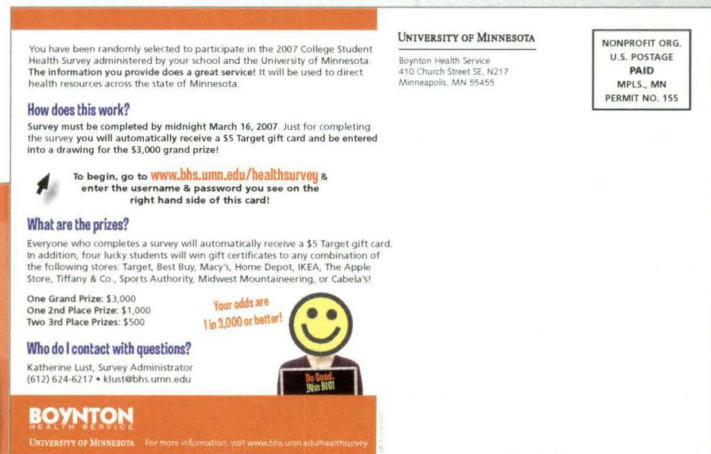 You have been randomly selected to participate in the 2007 College Student
Health Survey administered by your school and the University of Minnesota.
The information you provide does a great service! It will be used to direct
health resources across the state of Minnesota.
How does this work?
Survey must be completed by midnight March 16, 2007. Just for completing
the survey you will automatically receive a $5 Target gift card and be entered
into a drawing for the $3,000 grand prize!
To begin, go to www.bhs.umn.edu/healthsurvey &
enter the username & password you see on the
right hand side of this card!
What are the prizes?
Everyone who completes a survey will automatically receive a $5 Target gift card.
In addition, four lucky students will win gift certificates to any combination of
the following stores: Target, Best Buy, Macy's, Home Depot, IKEA, The Apple
Store, Tiffany & Co., Sports Authority, Midwest Mountaineering, or Cabela's!
One Grand Prize: $3,000
One 2nd Place Prize: $1,000
Two 3rd Place Prizes: $500
Your odds are
1 in 3,000 or better!
Do Good.
Win BIG!
Who do I contact with questions?
Katherine Lust, Survey Administrator
(612) 624-6217 • klust@bhs.umn.edu
BOYNTON
HEALTH SERVICE
UNIVERSITY OF MINNESOTA For more information, visit www.bhs.umn.edu/healthsurvey
UNIVERSITY OF MINNESOTA
Boynton Health Service
410 Church Street SE, N217
Minneapolis, MN 55455
NONPROFIT ORG.
U.S. POSTAGE
PAID
MPLS., MN
PERMIT NO. 155